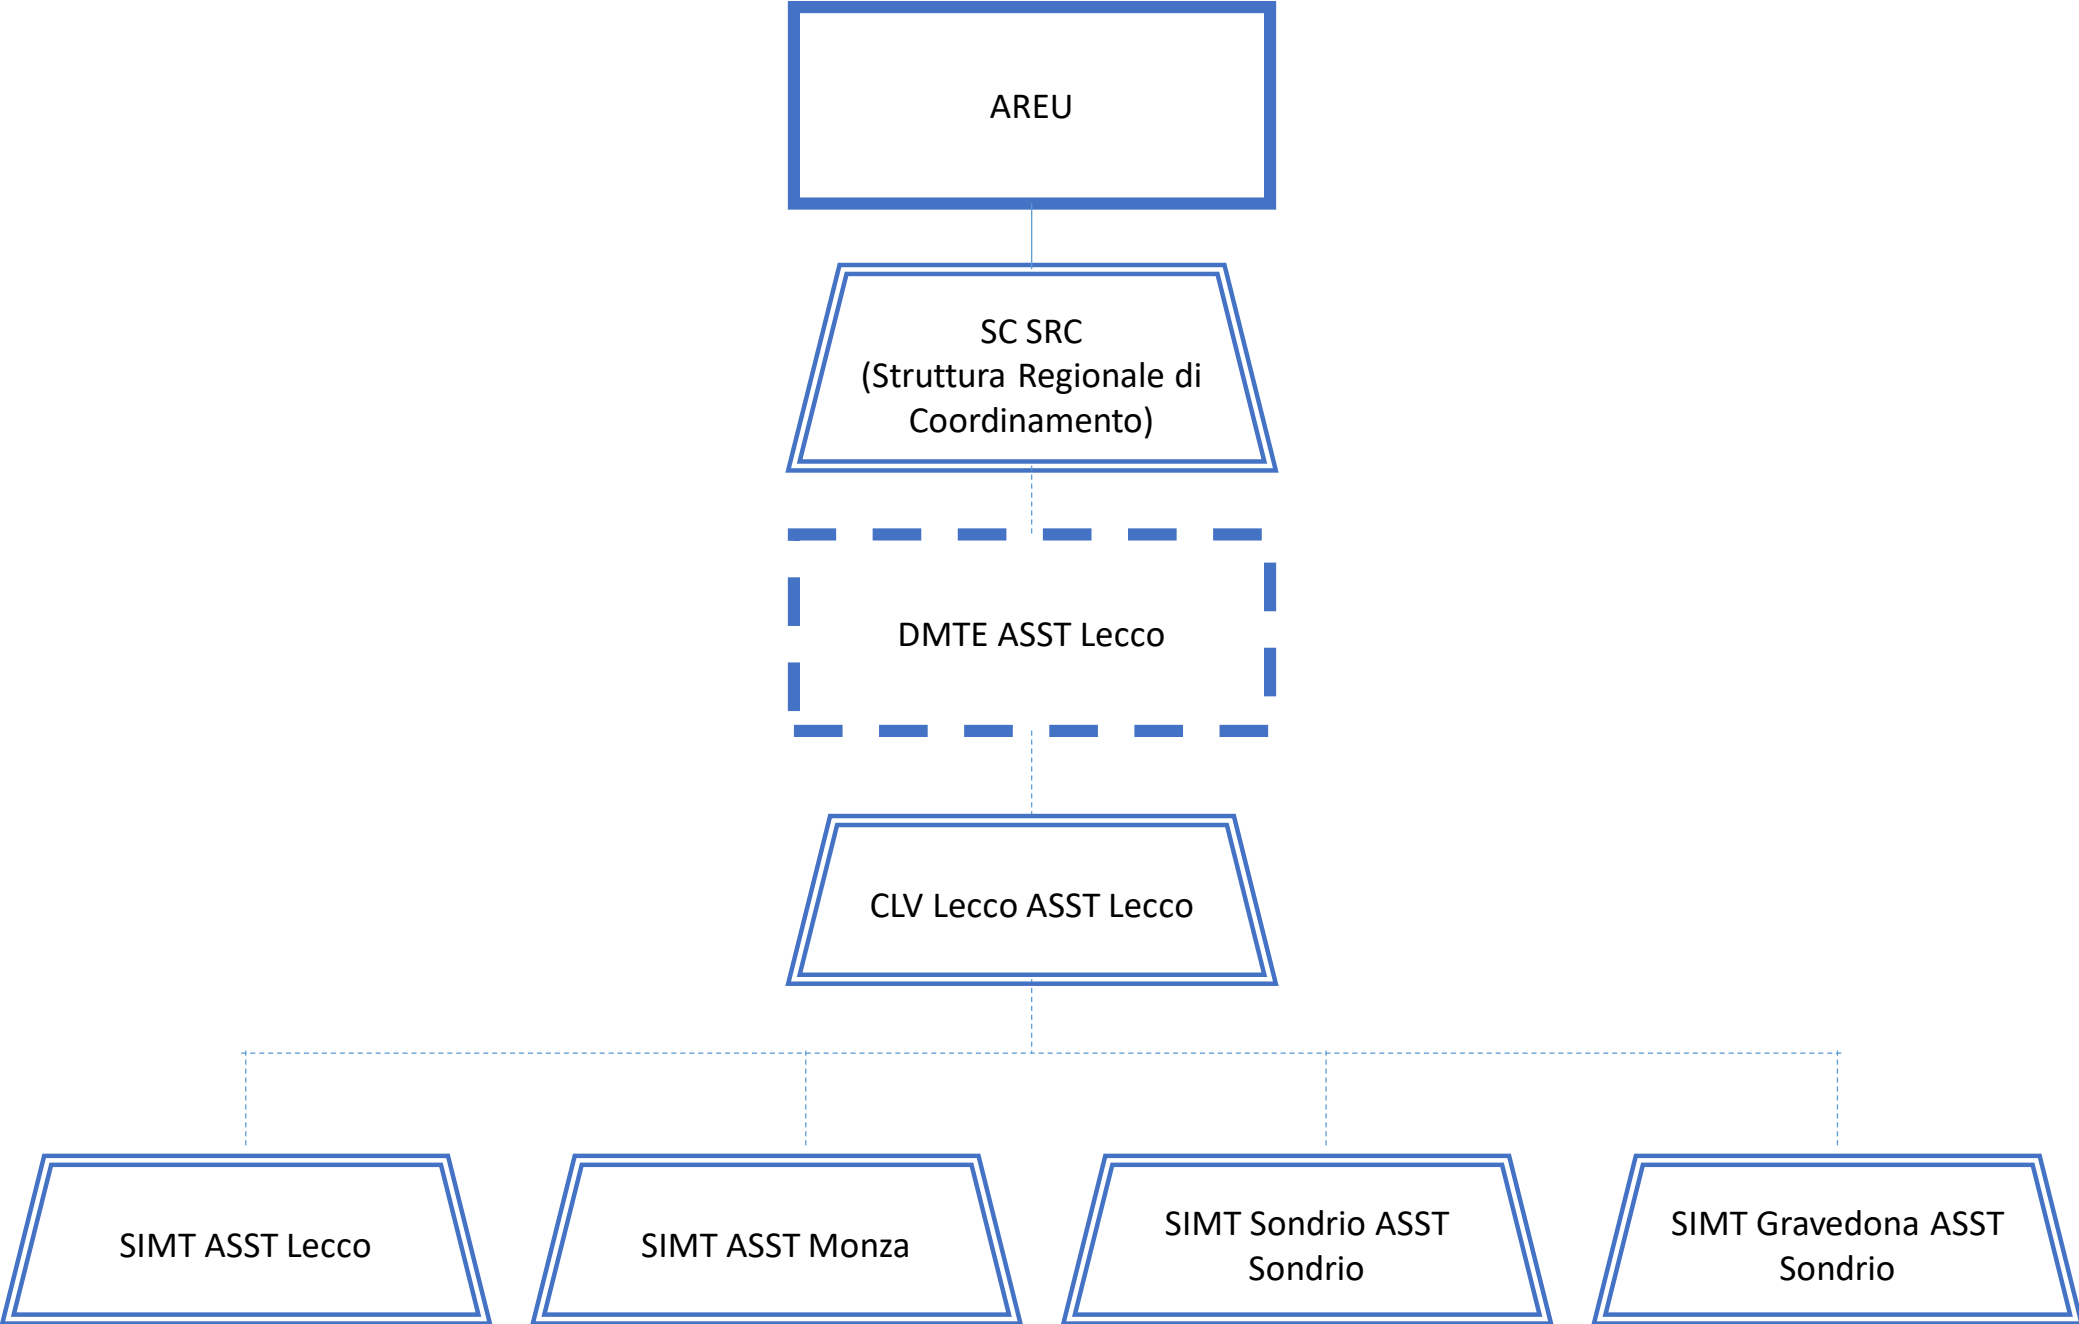 AREU
SC SRC
(Struttura Regionale di
Coordinamento)
DMTE ASST Lecco
CLV Lecco ASST Lecco
SIMT ASST Lecco
SIMT ASST Monza
SIMT Sondrio ASST
Sondrio
SIMT Gravedona ASST
Sondrio